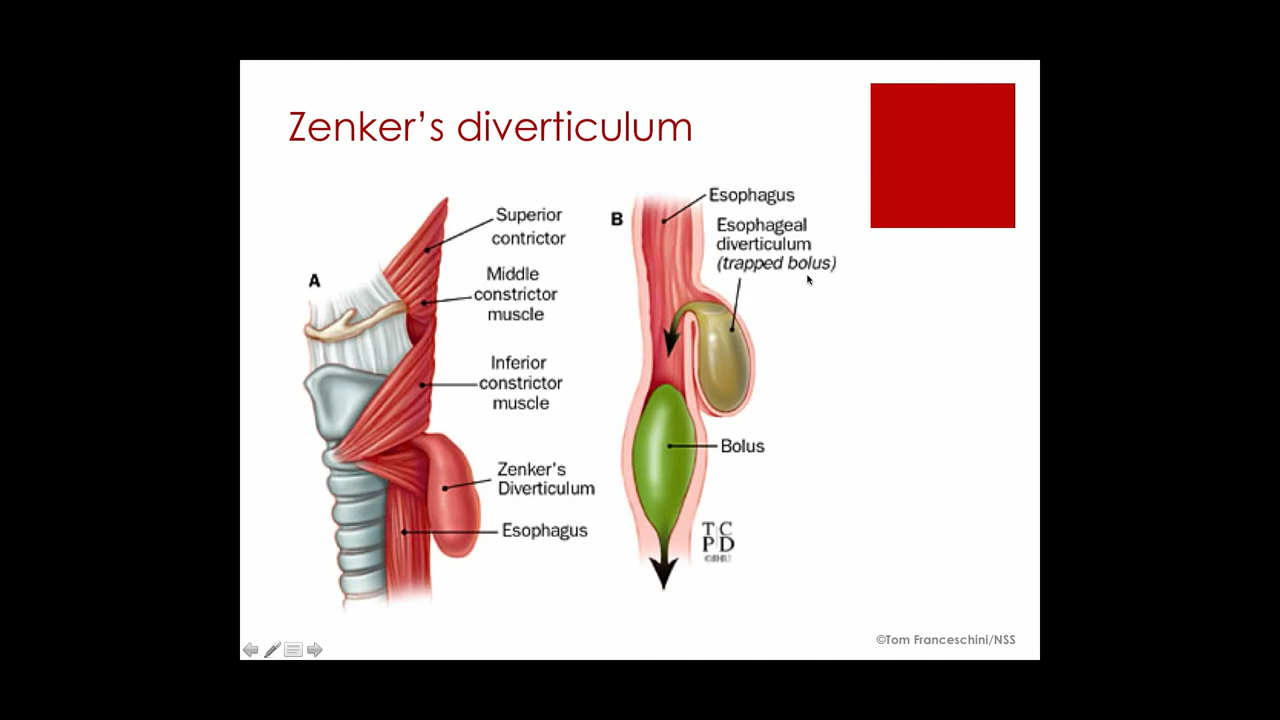 Zenker’s diverticulum
A
Superior
contrictor
Middle
constrictor
muscle
Inferior
constrictor
muscle
Zenker's
Diverticulum
Esophagus
B
Esophagus
Esophageal
diverticulum
(trapped bolus)
Bolus
T C
P D
©Tom Franceschini/NSS